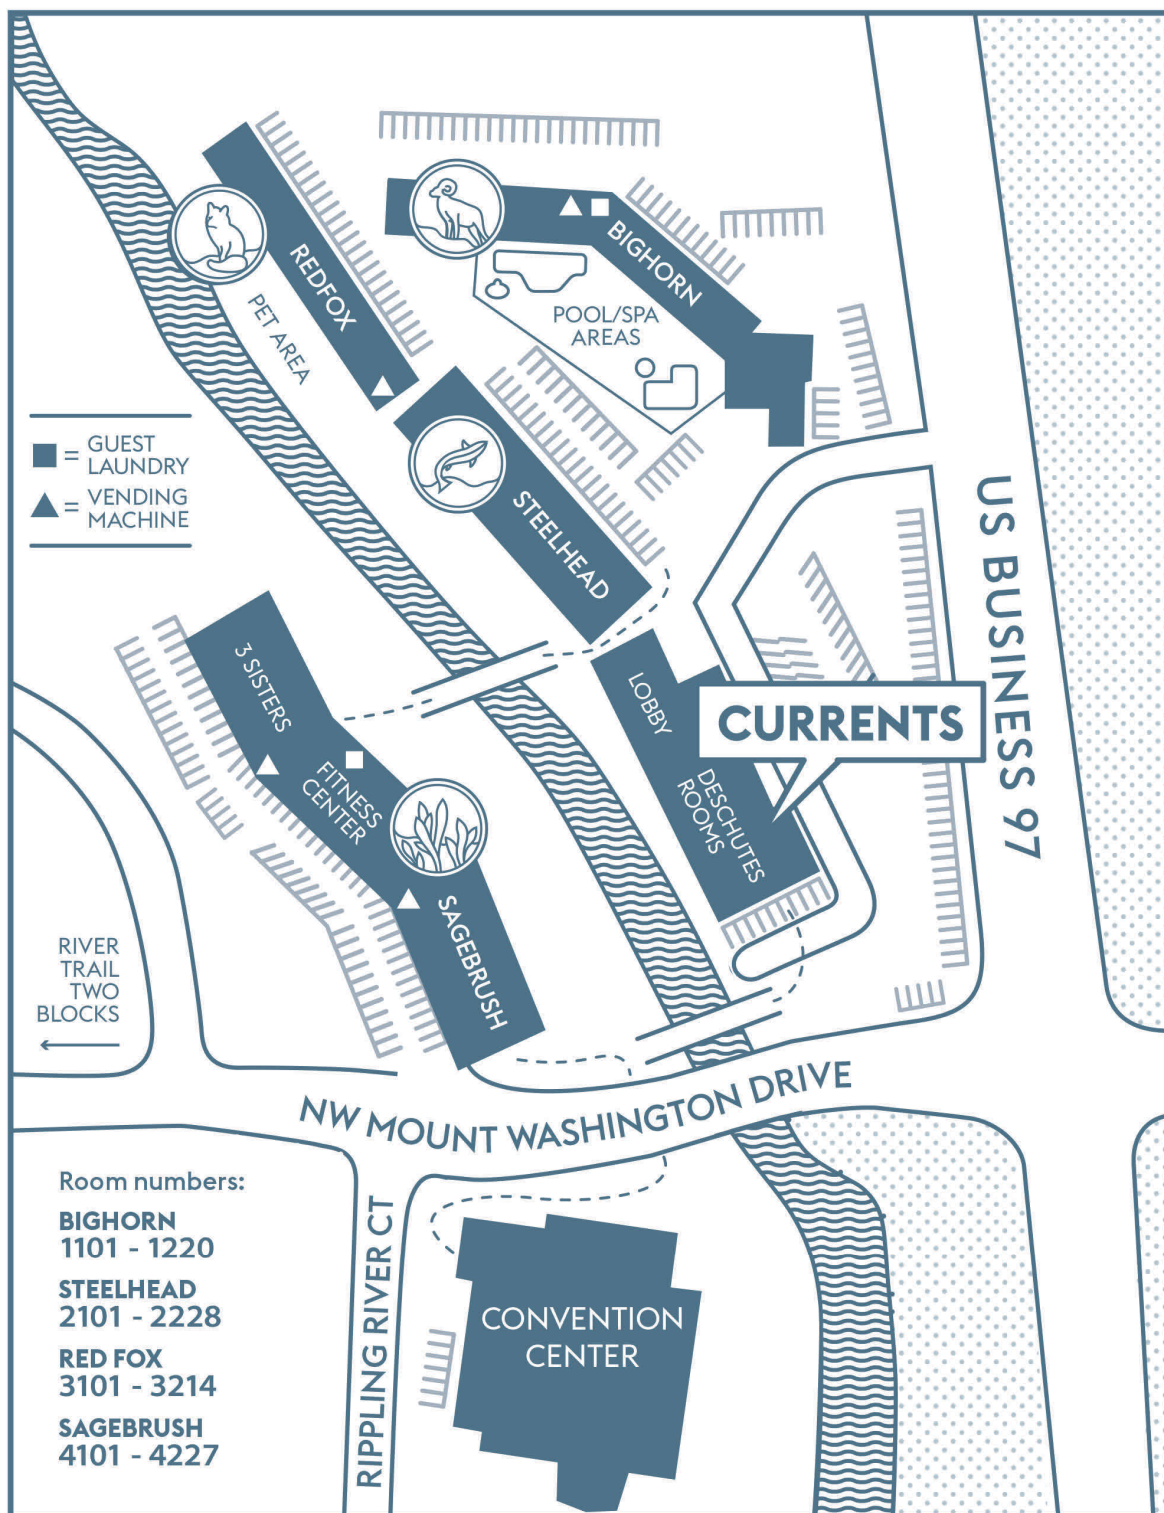 REDFOX
BIGHORN
POOL/SPA
AREAS
PET AREA
= GUEST
LAUNDRY
= VENDING
MACHINE
STEELHEAD
US BUSINESS 97
3 SISTERS
LOBBY
CURRENTS
FITNESS
CENTER
DESCHUTES
ROOMS
SAGEBRUSH
RIVER
TRAIL
TWO
BLOCKS
NW MOUNT WASHINGTON DRIVE
Room numbers:
BIGHORN
1101 - 1220
STEELHEAD
2101 - 2228
RED FOX
3101 - 3214
SAGEBRUSH
4101 - 4227
RIPPLING RIVER CT
CONVENTION
CENTER